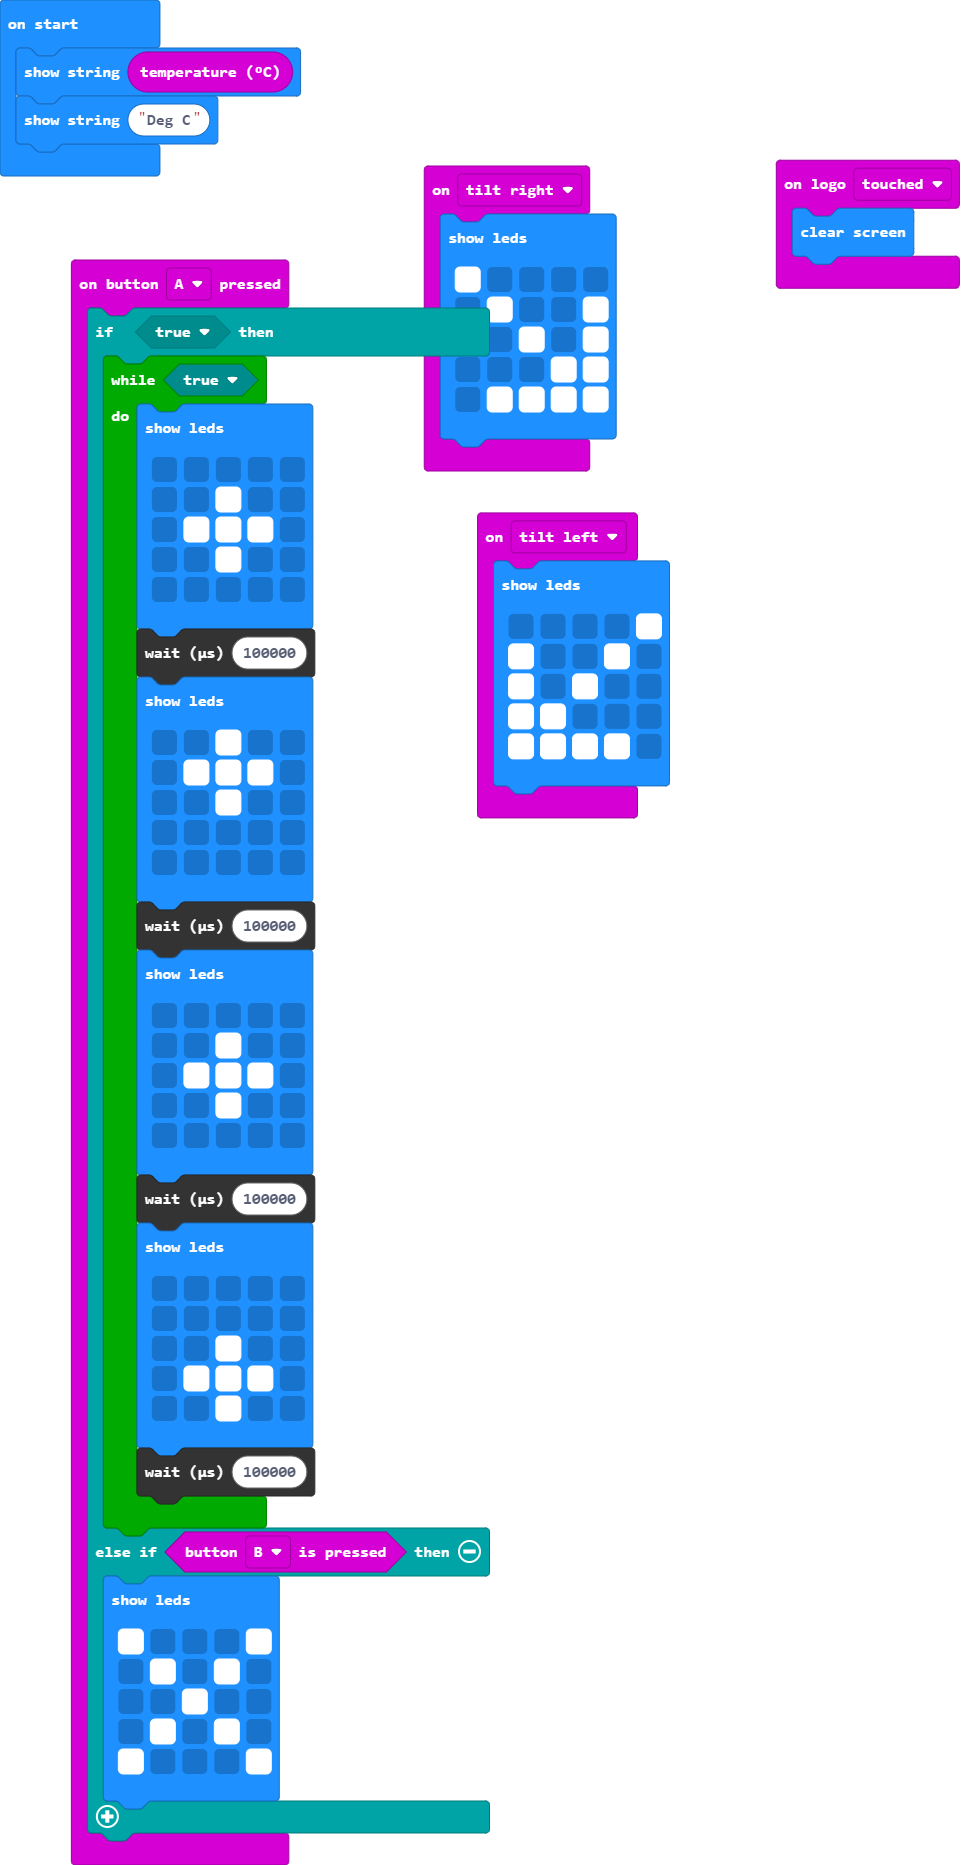 on start
show string temperature (°C)
show string "Deg C"
on tilt right
show leds
on logo touched
clear screen
on button A pressed
if true then
while true
do
show leds
wait (µs) 100000
show leds
wait (µs) 100000
show leds
wait (µs) 100000
show leds
wait (µs) 100000
else if button B is pressed then
show leds
on tilt left
show leds